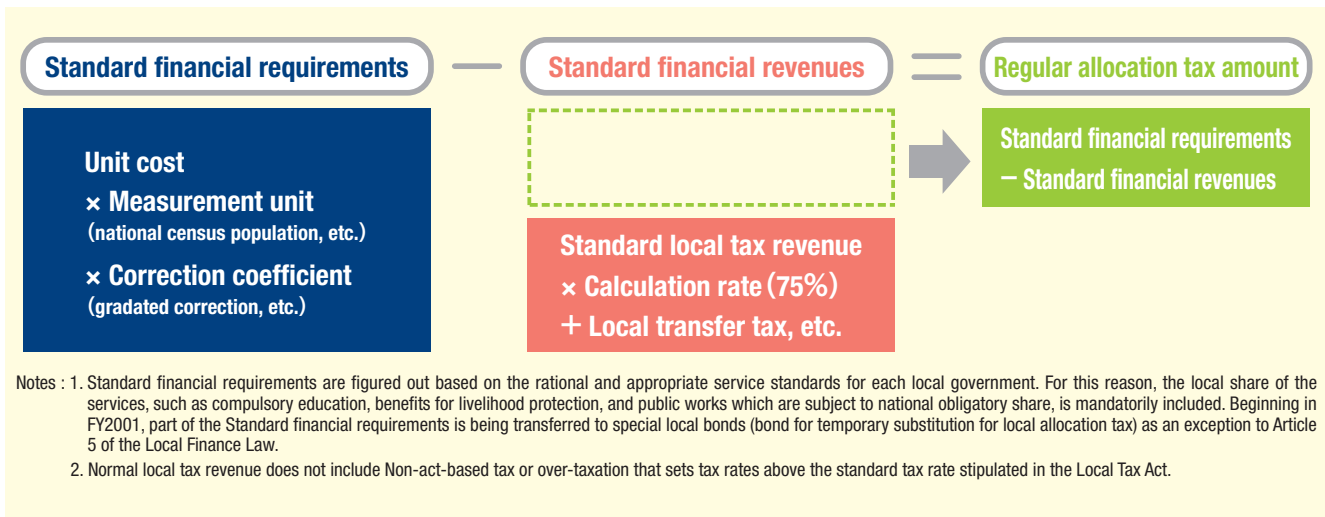 Standard financial requirements — Standard financial revenues = Regular allocation tax amount
Unit cost
× Measurement unit
(national census population, etc.)
× Correction coefficient
(gradated correction, etc.)
Standard local tax revenue
× Calculation rate (75%)
+ Local transfer tax, etc.
Standard financial requirements
− Standard financial revenues
Notes : 1. Standard financial requirements are figured out based on the rational and appropriate service standards for each local government. For this reason, the local share of the
services, such as compulsory education, benefits for livelihood protection, and public works which are subject to national obligatory share, is mandatorily included. Beginning in
FY2001, part of the Standard financial requirements is being transferred to special local bonds (bond for temporary substitution for local allocation tax) as an exception to Article
5 of the Local Finance Law.
2. Normal local tax revenue does not include Non-act-based tax or over-taxation that sets tax rates above the standard tax rate stipulated in the Local Tax Act.